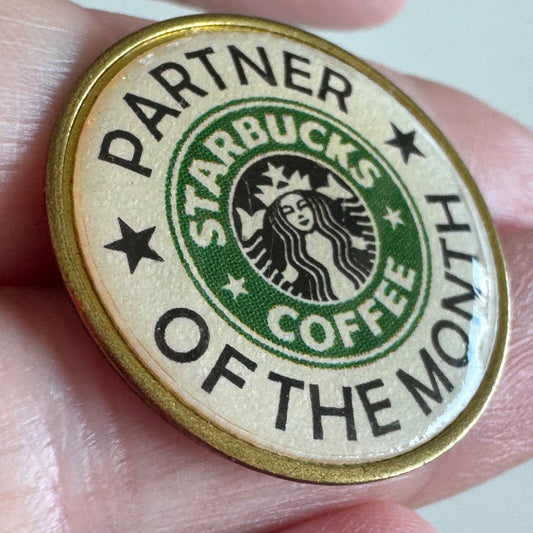 PARTNER
OF THE MONTH
STARBUCKS
COFFEE